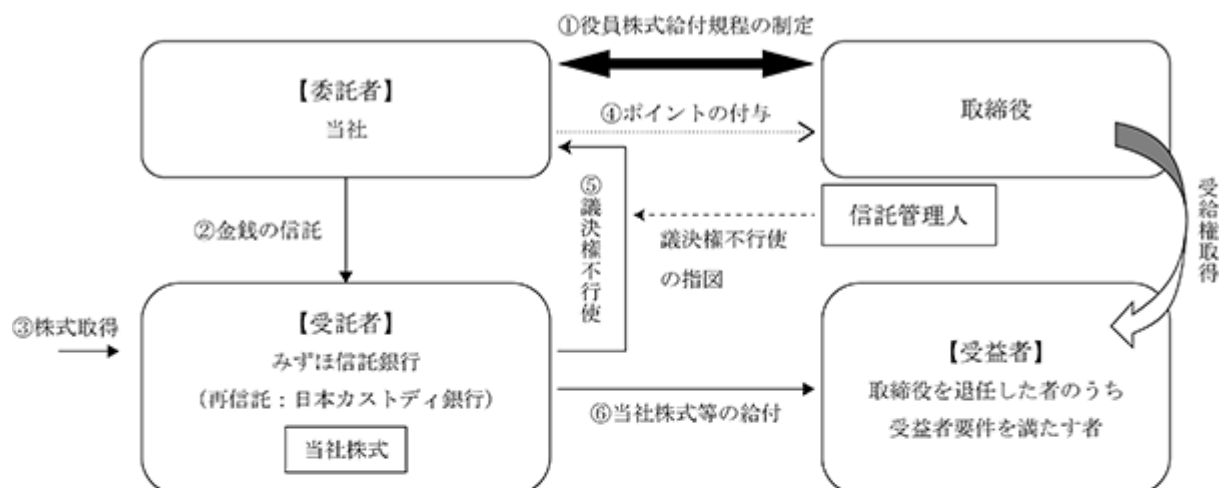 ①役員株式給付規程の制定
【委託者】
当社
④ポイントの付与
取締役
②金銭の信託
⑤議決権不行使
信託管理人
議決権不行使
の指図
受給権取得
③株式取得
【受託者】
みずほ信託銀行
(再信託：日本カストディ銀行)
当社株式
⑥当社株式等の給付
【受益者】
取締役を退任した者のうち
受益者要件を満たす者